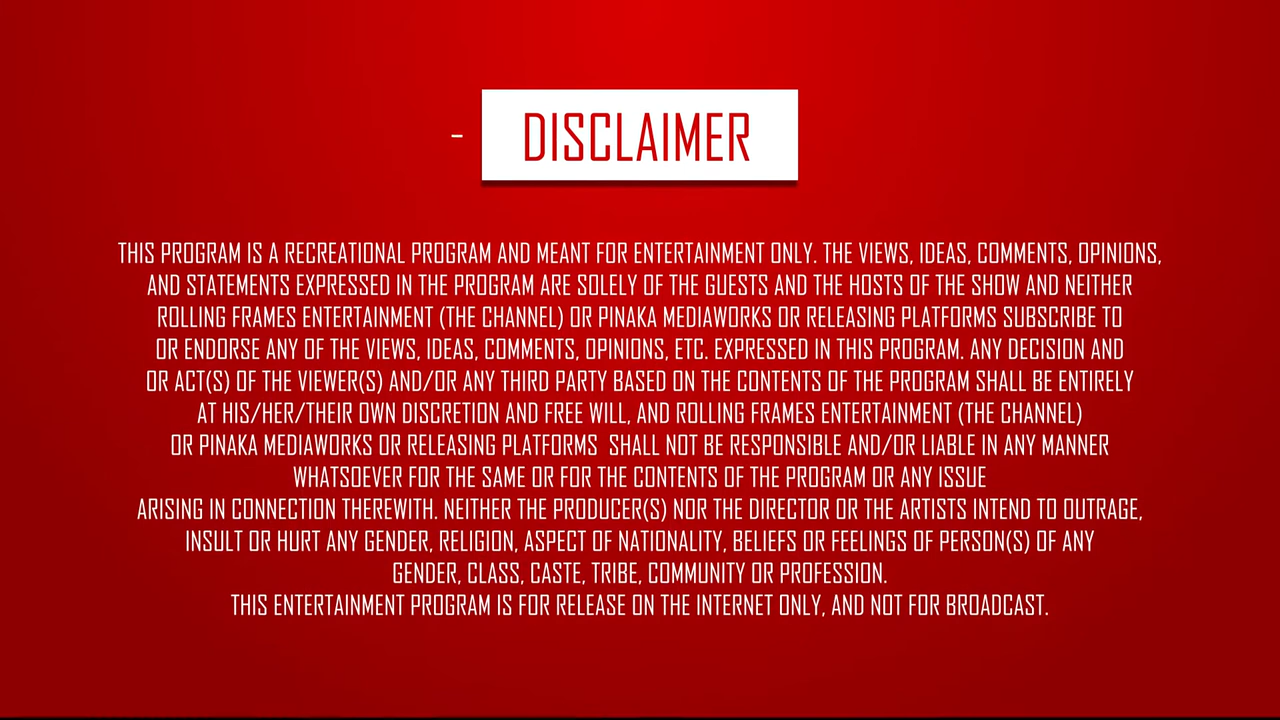 - DISCLAIMER
THIS PROGRAM IS A RECREATIONAL PROGRAM AND MEANT FOR ENTERTAINMENT ONLY. THE VIEWS, IDEAS, COMMENTS, OPINIONS,
AND STATEMENTS EXPRESSED IN THE PROGRAM ARE SOLELY OF THE GUESTS AND THE HOSTS OF THE SHOW AND NEITHER
ROLLING FRAMES ENTERTAINMENT (THE CHANNEL) OR PINAKA MEDIAWORKS OR RELEASING PLATFORMS SUBSCRIBE TO
OR ENDORSE ANY OF THE VIEWS, IDEAS, COMMENTS, OPINIONS, ETC. EXPRESSED IN THIS PROGRAM. ANY DECISION AND
OR ACT(S) OF THE VIEWER(S) AND/OR ANY THIRD PARTY BASED ON THE CONTENTS OF THE PROGRAM SHALL BE ENTIRELY
AT HIS/HER/THEIR OWN DISCRETION AND FREE WILL, AND ROLLING FRAMES ENTERTAINMENT (THE CHANNEL)
OR PINAKA MEDIAWORKS OR RELEASING PLATFORMS SHALL NOT BE RESPONSIBLE AND/OR LIABLE IN ANY MANNER
WHATSOEVER FOR THE SAME OR FOR THE CONTENTS OF THE PROGRAM OR ANY ISSUE
ARISING IN CONNECTION THEREWITH. NEITHER THE PRODUCER(S) NOR THE DIRECTOR OR THE ARTISTS INTEND TO OUTRAGE,
INSULT OR HURT ANY GENDER, RELIGION, ASPECT OF NATIONALITY, BELIEFS OR FEELINGS OF PERSON(S) OF ANY
GENDER, CLASS, CASTE, TRIBE, COMMUNITY OR PROFESSION.
THIS ENTERTAINMENT PROGRAM IS FOR RELEASE ON THE INTERNET ONLY, AND NOT FOR BROADCAST.